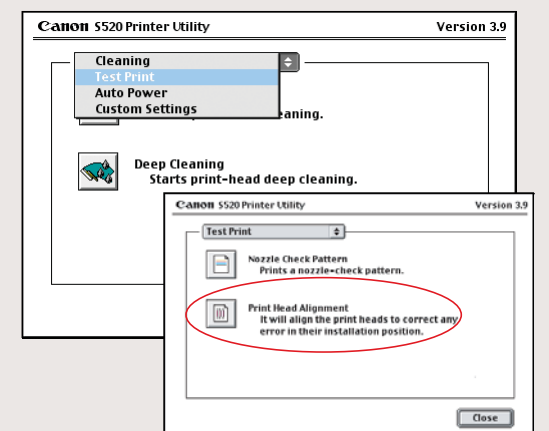 Canon S520 Printer Utility
Version 3.9
Cleaning
Test Print
Auto Power
Custom Settings
eaning.
Deep Cleaning
Starts print-head deep cleaning.
Canon S520 Printer Utility
Version 3.9
Test Print
Nozzle Check Pattern
Prints a nozzle-check pattern.
Print Head Alignment
It will align the print heads to correct any
error in their installation position.
Close